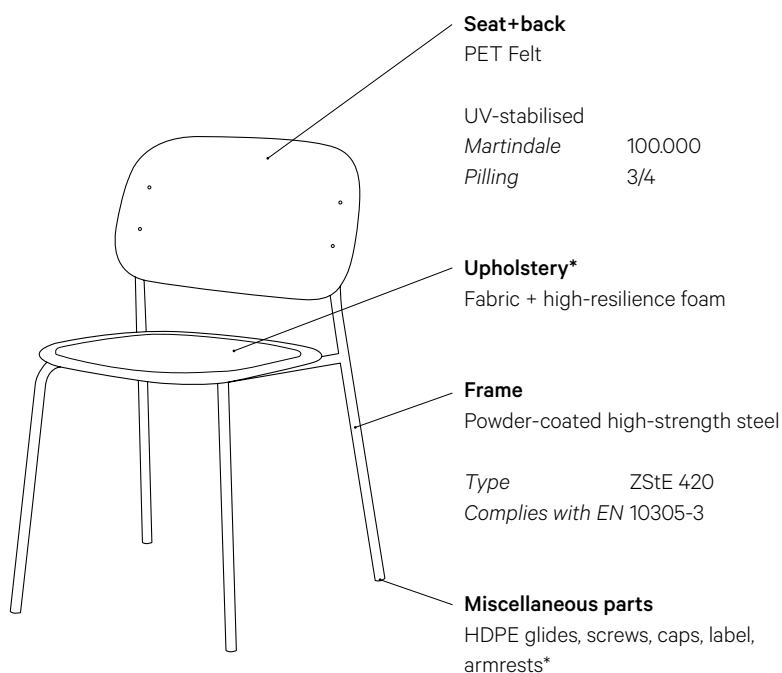 Seat+back
PET Felt
UV-stabilised
Martindale 100.000
Pilling 3/4
Upholstery*
Fabric + high-resilience foam
Frame
Powder-coated high-strength steel
Type ZStE 420
Complies with EN 10305-3
Miscellaneous parts
HDPE glides, screws, caps, label,
armrests*